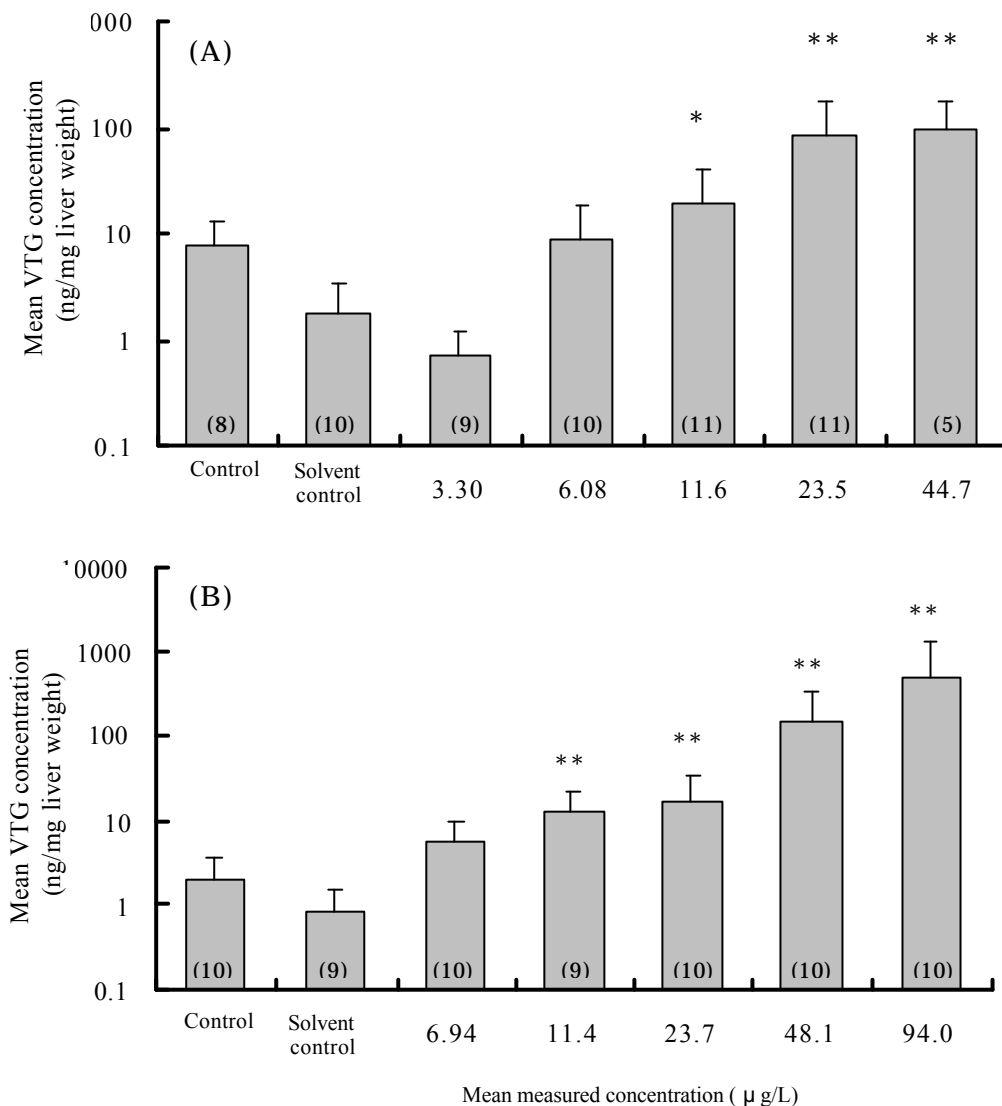 000
(A)
** **
100
*
Mean VTG concentration
(ng/mg liver weight)
10
1
(8) (10) (9) (10) (11) (11) (5)
0.1
Control Solvent control 3.30 6.08 11.6 23.5 44.7
0000
(B)
**
1000
**
Mean VTG concentration
(ng/mg liver weight)
100
** **
10
1
(10) (9) (10) (9) (10) (10) (10)
0.1
Control Solvent control 6.94 11.4 23.7 48.1 94.0
Mean measured concentration ( μ g/L)